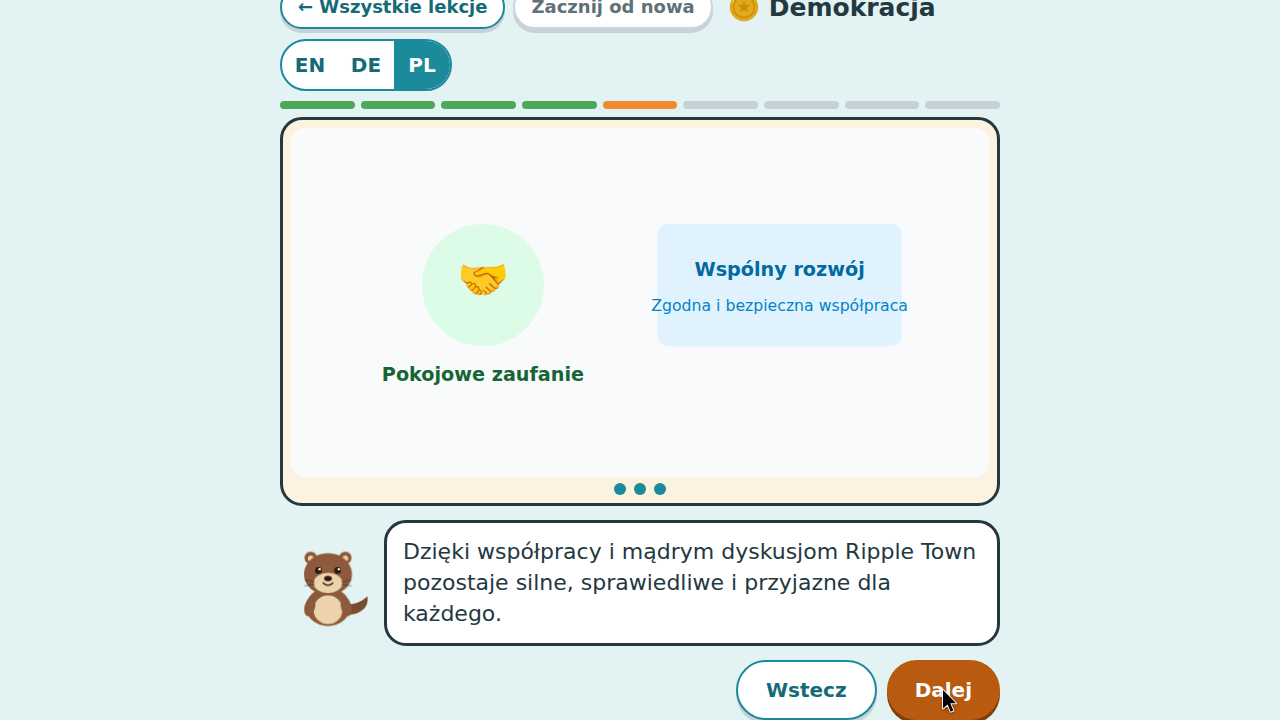 ← Wszystkie lekcje
Zacznij od nowa
Demokracja
EN DE PL
Wspólny rozwój
Zgodna i bezpieczna współpraca
Pokojowe zaufanie
Dzięki współpracy i mądrym dyskusjom Ripple Town
pozostaje silne, sprawiedliwe i przyjazne dla
każdego.
Wstecz
Dalej